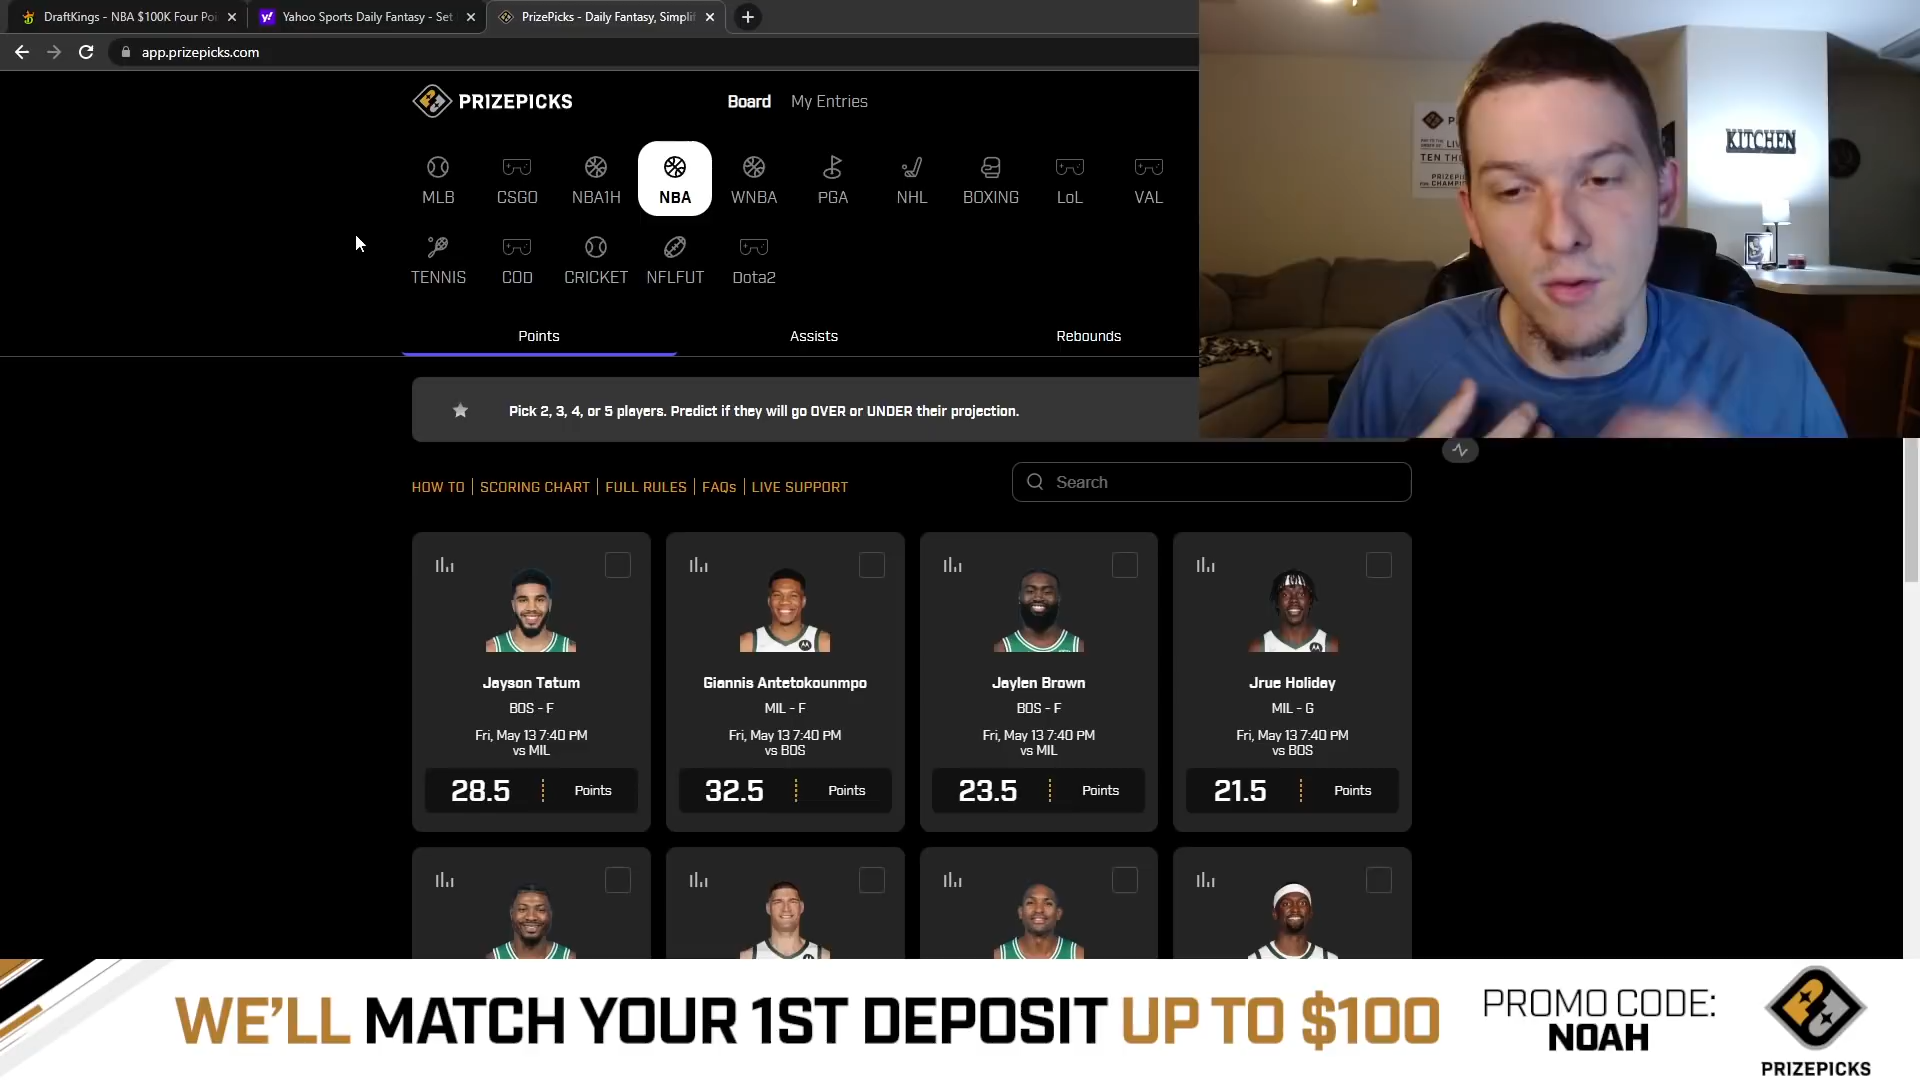 DraftKings - NBA $100K Four Poi
Yahoo Sports Daily Fantasy - Set
PrizePicks - Daily Fantasy, Simplif
app.prizepicks.com
PRIZEPICKS
Board
My Entries
MLB
CSGO
NBA1H
NBA
WNBA
PGA
NHL
BOXING
LoL
VAL
TENNIS
COD
CRICKET
NFLFUT
Dota2
Points
Assists
Rebounds
Pick 2, 3, 4, or 5 players. Predict if they will go OVER or UNDER their projection.
HOW TO | SCORING CHART | FULL RULES | FAQs | LIVE SUPPORT
Search
Jayson Tatum
BOS - F
Fri, May 13 7:40 PM
vs MIL
28.5 Points
Giannis Antetokounmpo
MIL - F
Fri, May 13 7:40 PM
vs BOS
32.5 Points
Jaylen Brown
BOS - F
Fri, May 13 7:40 PM
vs MIL
23.5 Points
Jrue Holiday
MIL - G
Fri, May 13 7:40 PM
vs BOS
21.5 Points
KITCHEN
TEN TH
WE'LL MATCH YOUR 1ST DEPOSIT UP TO $100
PROMO CODE:
NOAH
PRIZEPICKS